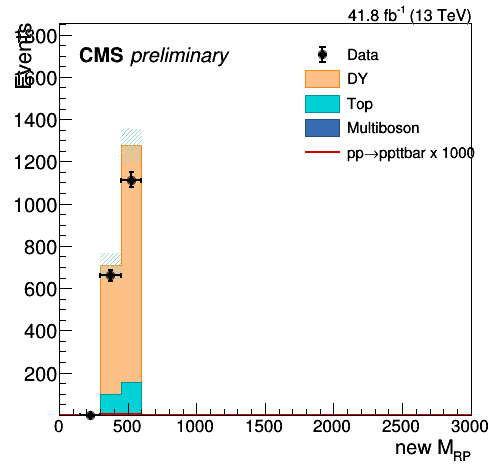 41.8 fb⁻¹ (13 TeV)
CMS preliminary
Events
Data
DY
Top
Multiboson
pp→ppttbar x 1000
1800
1600
1400
1200
1000
800
600
400
200
0 500 1000 1500 2000 2500 3000
new M_RP